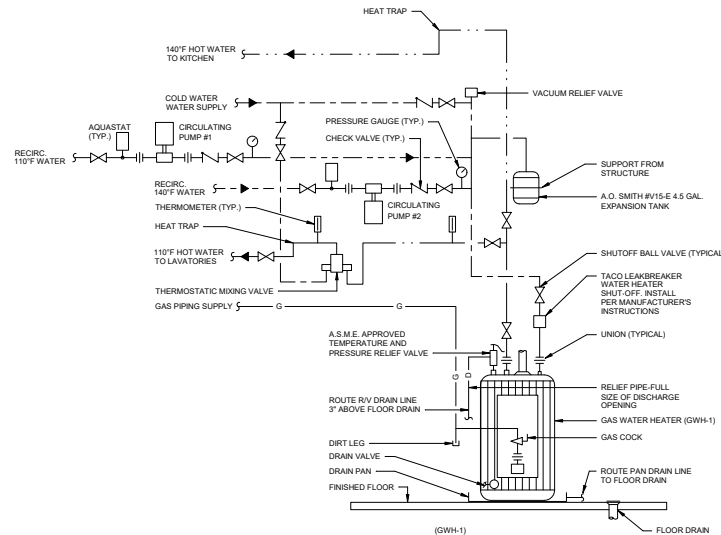 HEAT TRAP
140°F HOT WATER
TO KITCHEN
VACUUM RELIEF VALVE
COLD WATER
WATER SUPPLY
AQUASTAT
(TYP.)
CIRCULATING
PUMP #1
PRESSURE GAUGE (TYP.)
CHECK VALVE (TYP.)
RECIRC.
110°F WATER
RECIRC.
140°F WATER
SUPPORT FROM
STRUCTURE
A.O. SMITH #V15-E 4.5 GAL.
EXPANSION TANK
CIRCULATING
PUMP #2
THERMOMETER (TYP.)
HEAT TRAP
110°F HOT WATER
TO LAVATORIES
SHUTOFF BALL VALVE (TYPICAL
THERMOSTATIC MIXING VALVE
TACO LEAKBREAKER
WATER HEATER
SHUT-OFF. INSTALL
PER MANUFACTURER'S
INSTRUCTIONS
GAS PIPING SUPPLY
G
G
UNION (TYPICAL)
A.S.M.E. APPROVED
TEMPERATURE AND
PRESSURE RELIEF VALVE
G
D
RELIEF PIPE-FULL
SIZE OF DISCHARGE
OPENING
ROUTE R/V DRAIN LINE
3" ABOVE FLOOR DRAIN
GAS WATER HEATER (GWH-1)
GAS COCK
DIRT LEG
DRAIN VALVE
DRAIN PAN
FINISHED FLOOR
ROUTE PAN DRAIN LINE
TO FLOOR DRAIN
(GWH-1)
FLOOR DRAIN